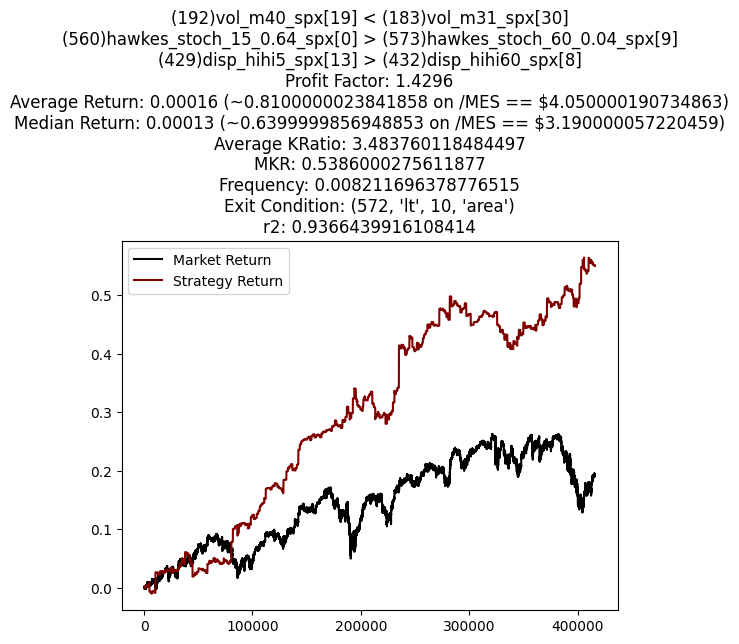 (192)vol_m40_spx[19] < (183)vol_m31_spx[30]
(560)hawkes_stoch_15_0.64_spx[0] > (573)hawkes_stoch_60_0.04_spx[9]
(429)disp_hihi5_spx[13] > (432)disp_hihi60_spx[8]
Profit Factor: 1.4296
Average Return: 0.00016 (~0.8100000023841858 on /MES == $4.050000190734863)
Median Return: 0.00013 (~0.6399999856948853 on /MES == $3.190000057220459)
Average KRatio: 3.483760118484497
MKR: 0.5386000275611877
Frequency: 0.008211696378776515
Exit Condition: (572, 'lt', 10, 'area')
r2: 0.9366439916108414
Market Return
Strategy Return
0.5
0.4
0.3
0.2
0.1
0.0
0 100000 200000 300000 400000